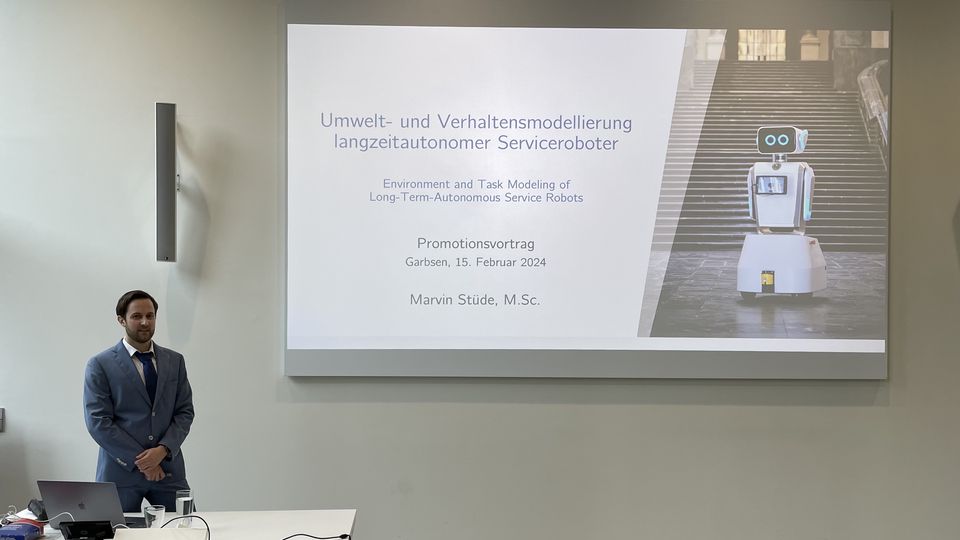 Umwelt- und Verhaltensmodellierung
langzeitautonomer Serviceroboter
Environment and Task Modeling of
Long-Term-Autonomous Service Robots
Promotionsvortrag
Garbsen, 15. Februar 2024
Marvin Stüde, M.Sc.